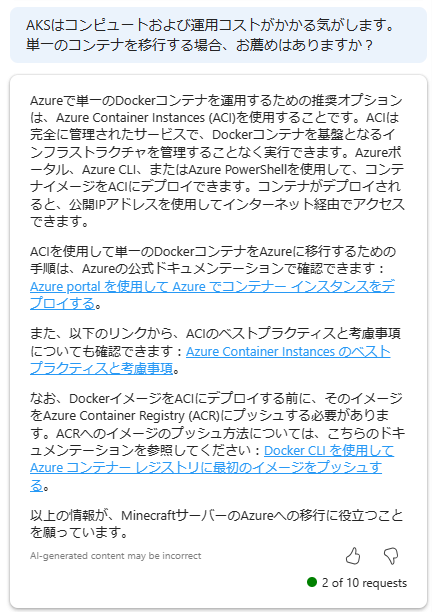 AKSはコンピュートおよび運用コストがかかる気がします。
単一のコンテナを移行する場合、お薦めはありますか？
Azureで単一のDockerコンテナを運用するための推奨オプション
は、Azure Container Instances (ACI)を使用することです。ACIは
完全に管理されたサービスで、Dockerコンテナを基盤となるイ
ンフラストラクチャを管理することなく実行できます。Azureポ
ータル、Azure CLI、またはAzure PowerShellを使用して、コンテ
ナイメージをACIにデプロイできます。コンテナがデプロイされ
ると、公開IPアドレスを使用してインターネット経由でアクセス
できます。
ACIを使用して単一のDockerコンテナをAzureに移行するための
手順は、Azureの公式ドキュメンテーションで確認できます：
Azure portal を使用して Azure でコンテナー インスタンスをデ
プロイする。
また、以下のリンクから、ACIのベストプラクティスと考慮事項
についても確認できます：Azure Container Instances のベスト
プラクティスと考慮事項。
なお、DockerイメージをACIにデプロイする前に、そのイメージ
をAzure Container Registry (ACR)にプッシュする必要がありま
す。ACRへのイメージのプッシュ方法については、こちらのドキ
ュメンテーションを参照してください：Docker CLI を使用して
Azure コンテナー レジストリに最初のイメージをプッシュす
る。
以上の情報が、MinecraftサーバーのAzureへの移行に役立つこと
を願っています。
AI-generated content may be incorrect
2 of 10 requests